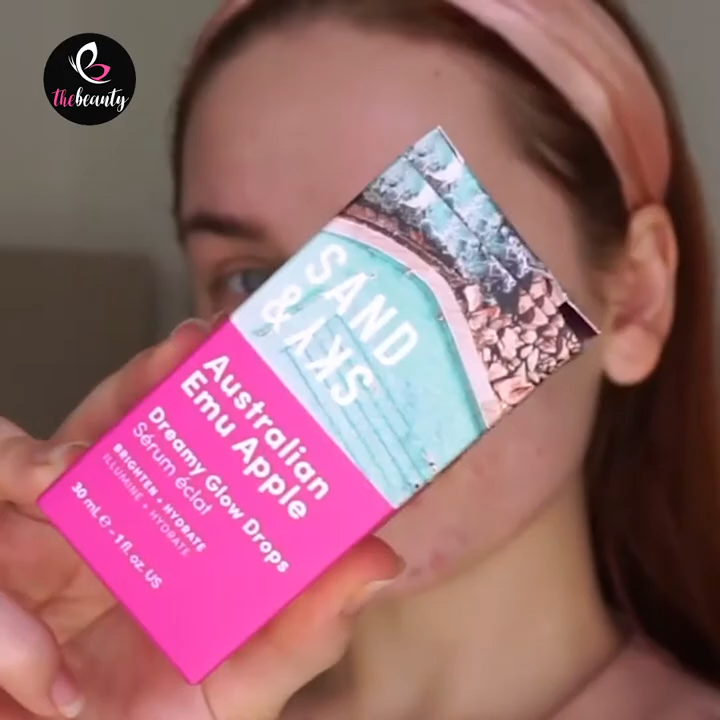 thebeauty
SAND
& SKY
Australian
Emu Apple
Dreamy Glow Drops
Sérum éclat
BRIGHTEN + HYDRATE
ILLUMINE + HYDRATE
30 mL ℮ - 1 fl. oz. US